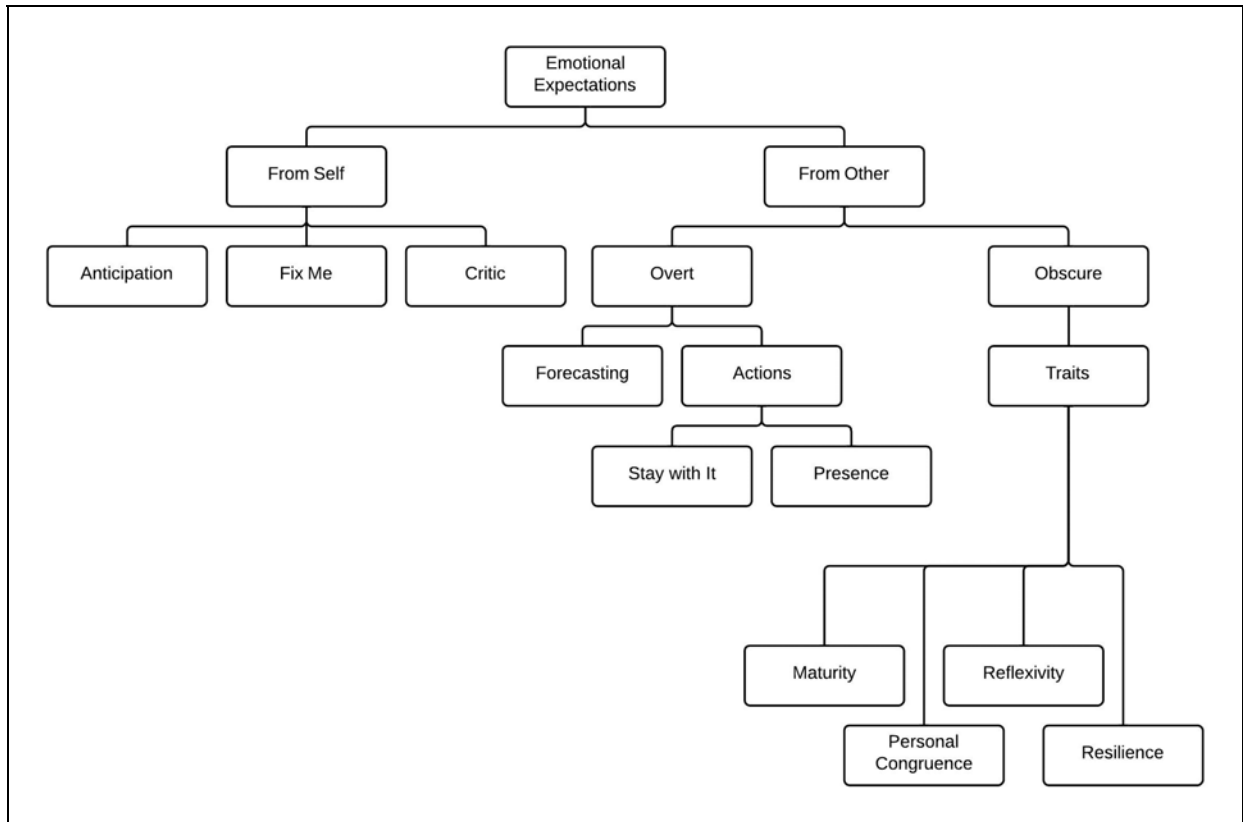 Emotional
Expectations
From Self
From Other
Anticipation
Fix Me
Critic
Overt
Obscure
Forecasting
Actions
Traits
Stay with It
Presence
Maturity
Reflexivity
Personal
Congruence
Resilience